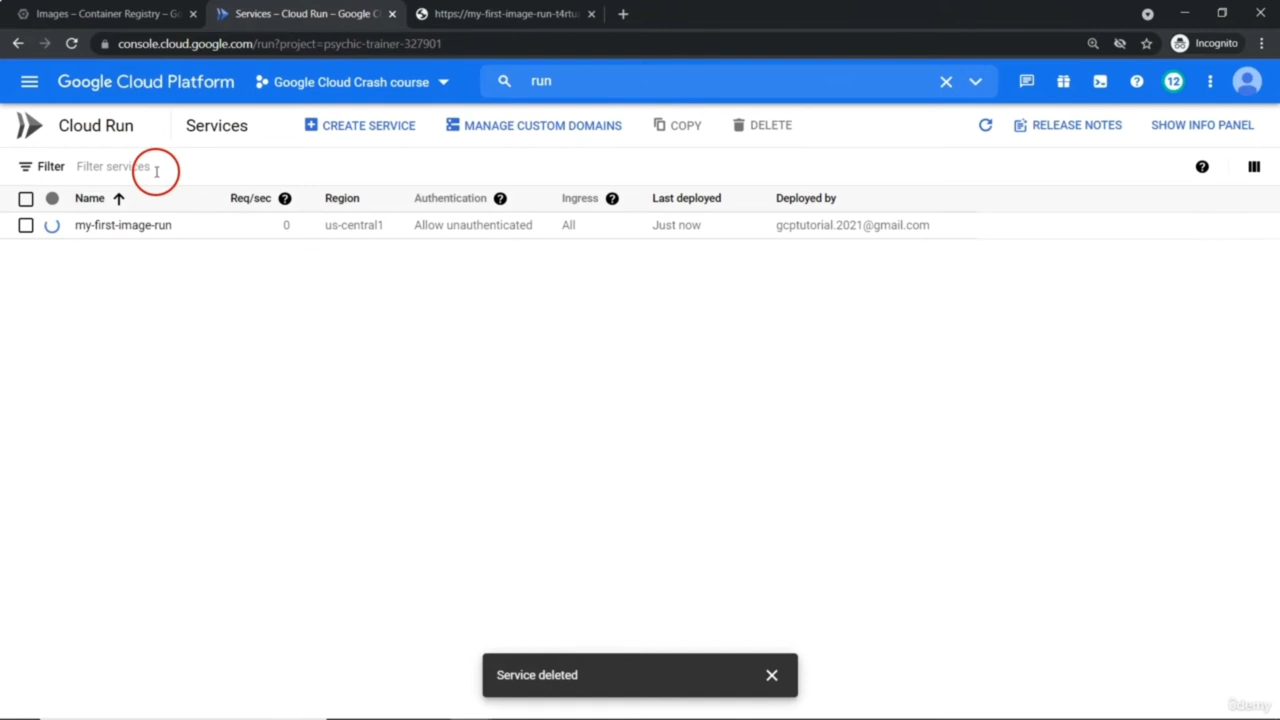 Images – Container Registry – Go
Services – Cloud Run – Google C
https://my-first-image-run-t4rtu
console.cloud.google.com/run?project=psychic-trainer-327901
Incognito
Google Cloud Platform
Google Cloud Crash course
run
12
Cloud Run
Services
CREATE SERVICE
MANAGE CUSTOM DOMAINS
COPY
DELETE
RELEASE NOTES
SHOW INFO PANEL
Filter
Filter services
Name
Req/sec
Region
Authentication
Ingress
Last deployed
Deployed by
my-first-image-run
0
us-central1
Allow unauthenticated
All
Just now
gcptutorial.2021@gmail.com
Service deleted
ûdemy